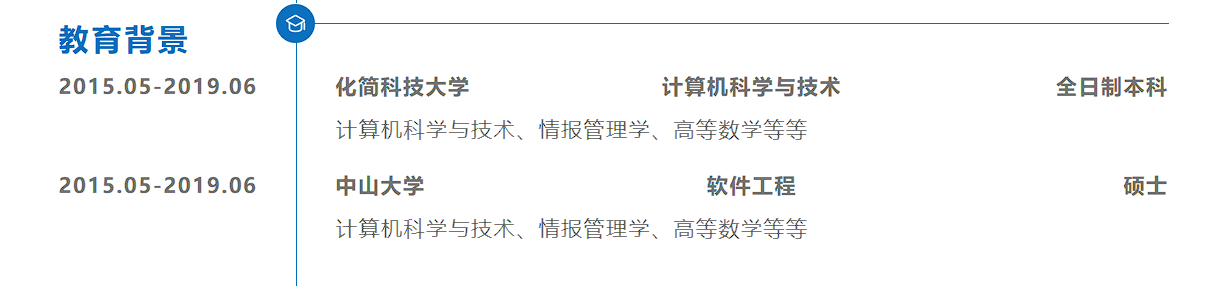 教育背景
2015.05-2019.06 化简科技大学 计算机科学与技术 全日制本科
计算机科学与技术、情报管理学、高等数学等等
2015.05-2019.06 中山大学 软件工程 硕士
计算机科学与技术、情报管理学、高等数学等等